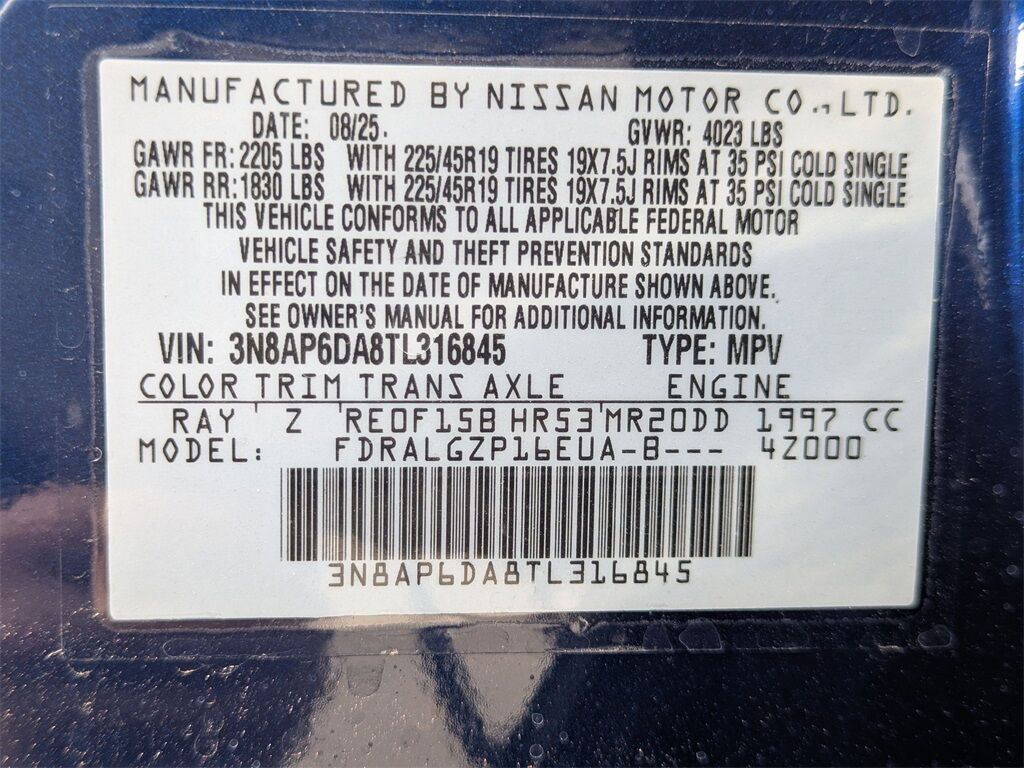 MANUFACTURED BY NISSAN MOTOR CO., LTD.
DATE: 08/25. GVWR: 4023 LBS
GAWR FR: 2205 LBS WITH 225/45R19 TIRES 19X7.5J RIMS AT 35 PSI COLD SINGLE
GAWR RR: 1830 LBS WITH 225/45R19 TIRES 19X7.5J RIMS AT 35 PSI COLD SINGLE
THIS VEHICLE CONFORMS TO ALL APPLICABLE FEDERAL MOTOR
VEHICLE SAFETY AND THEFT PREVENTION STANDARDS
IN EFFECT ON THE DATE OF MANUFACTURE SHOWN ABOVE.
SEE OWNER'S MANUAL FOR ADDITIONAL INFORMATION.
VIN: 3N8AP6DA8TL316845 TYPE: MPV
COLOR TRIM TRANS AXLE ENGINE
RAY ' Z 'RE0F15B HR53'MR20DD 1997 CC
MODEL: FDRALGZP16EUA-B--- 4Z000
3N8AP6DA8TL316845